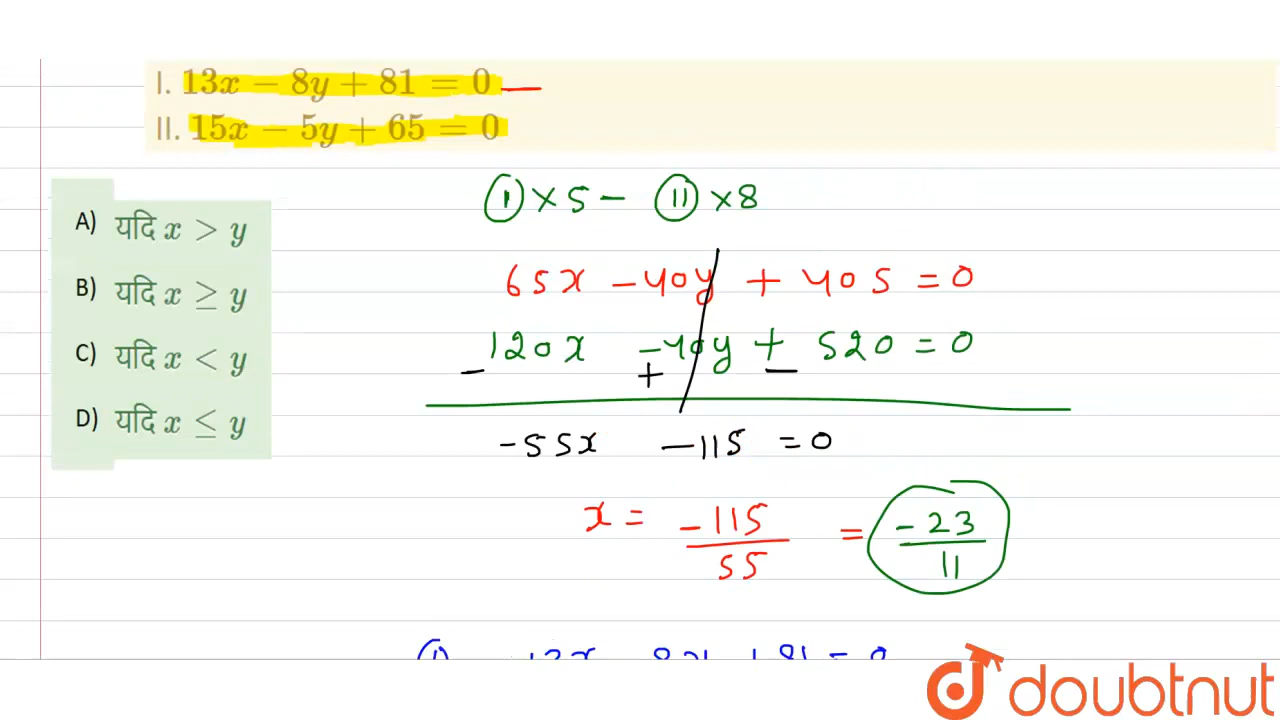 I. 13x − 8y + 81 = 0
II. 15x − 5y + 65 = 0
A) यदि x > y
B) यदि x ≥ y
C) यदि x < y
D) यदि x ≤ y
(I) × 5 − (II) × 8
65x − 40y + 405 = 0
120x − 40y + 520 = 0
− + −
-55x − 115 = 0
x = -115/55 = -23/11
doubtnut